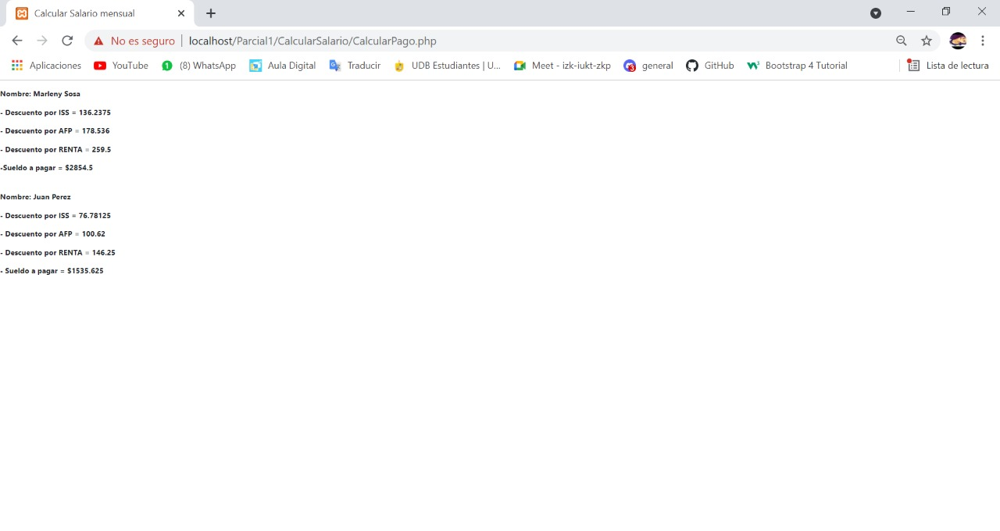 Calcular Salario mensual
No es seguro | localhost/Parcial1/CalcularSalario/CalcularPago.php
Aplicaciones YouTube (8) WhatsApp Aula Digital Traducir UDB Estudiantes | U... Meet - izk-iukt-zkp 3 general GitHub Bootstrap 4 Tutorial Lista de lectura
Nombre: Marleny Sosa
- Descuento por ISS = 136.2375
- Descuento por AFP = 178.536
- Descuento por RENTA = 259.5
-Sueldo a pagar = $2854.5
Nombre: Juan Perez
- Descuento por ISS = 76.78125
- Descuento por AFP = 100.62
- Descuento por RENTA = 146.25
- Sueldo a pagar = $1535.625